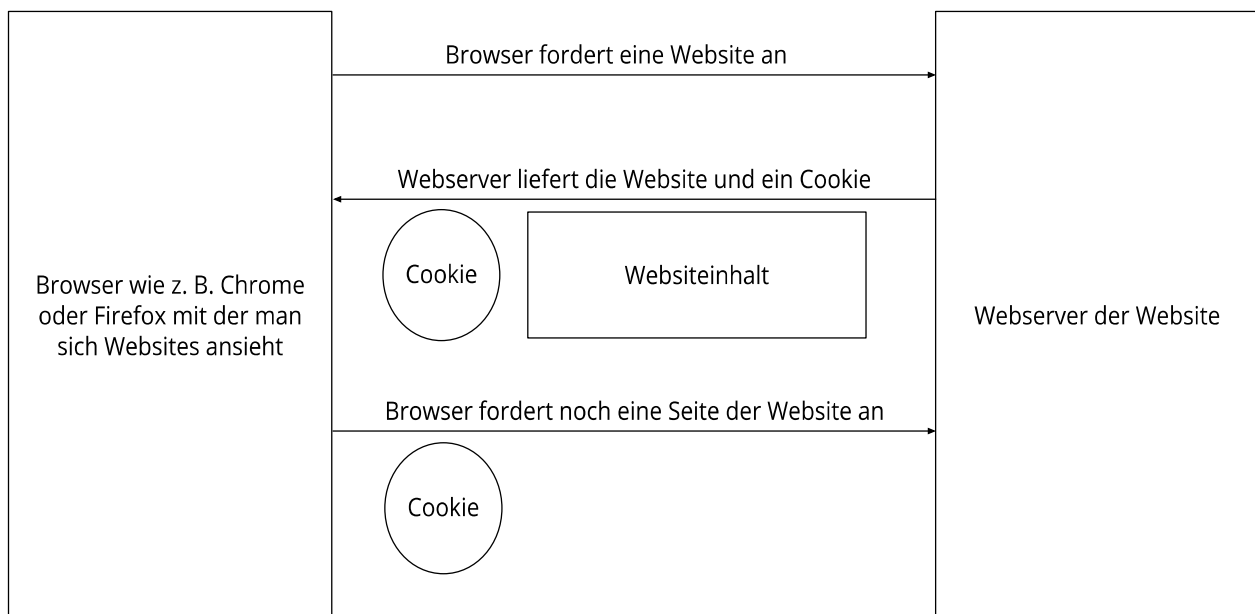 Browser fordert eine Website an
Webserver liefert die Website und ein Cookie
Cookie
Websiteinhalt
Browser wie z. B. Chrome
oder Firefox mit der man
sich Websites ansieht
Webserver der Website
Browser fordert noch eine Seite der Website an
Cookie